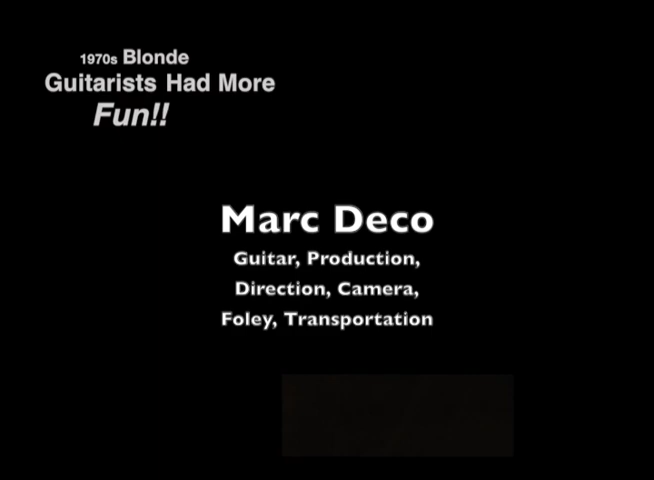 1970s Blonde
Guitarists Had More
Fun!!
Marc Deco
Guitar, Production,
Direction, Camera,
Foley, Transportation